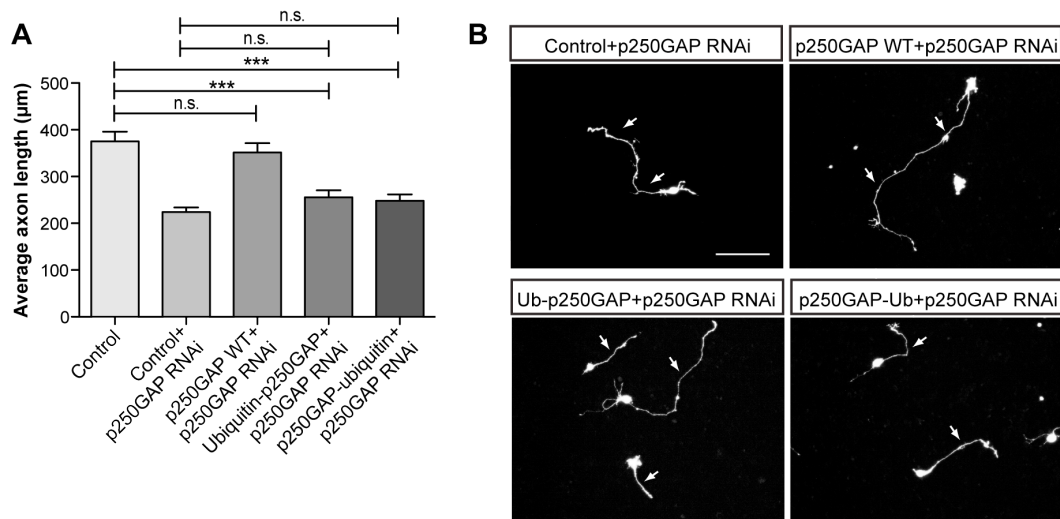 A
n.s.
n.s.
***
***
n.s.
Average axon length (µm)
500
400
300
200
100
0
Control
Control+
p250GAP RNAi
p250GAP WT+
p250GAP RNAi
Ubiquitin-p250GAP+
p250GAP RNAi
p250GAP-ubiquitin+
p250GAP RNAi
B
Control+p250GAP RNAi
p250GAP WT+p250GAP RNAi
Ub-p250GAP+p250GAP RNAi
p250GAP-Ub+p250GAP RNAi